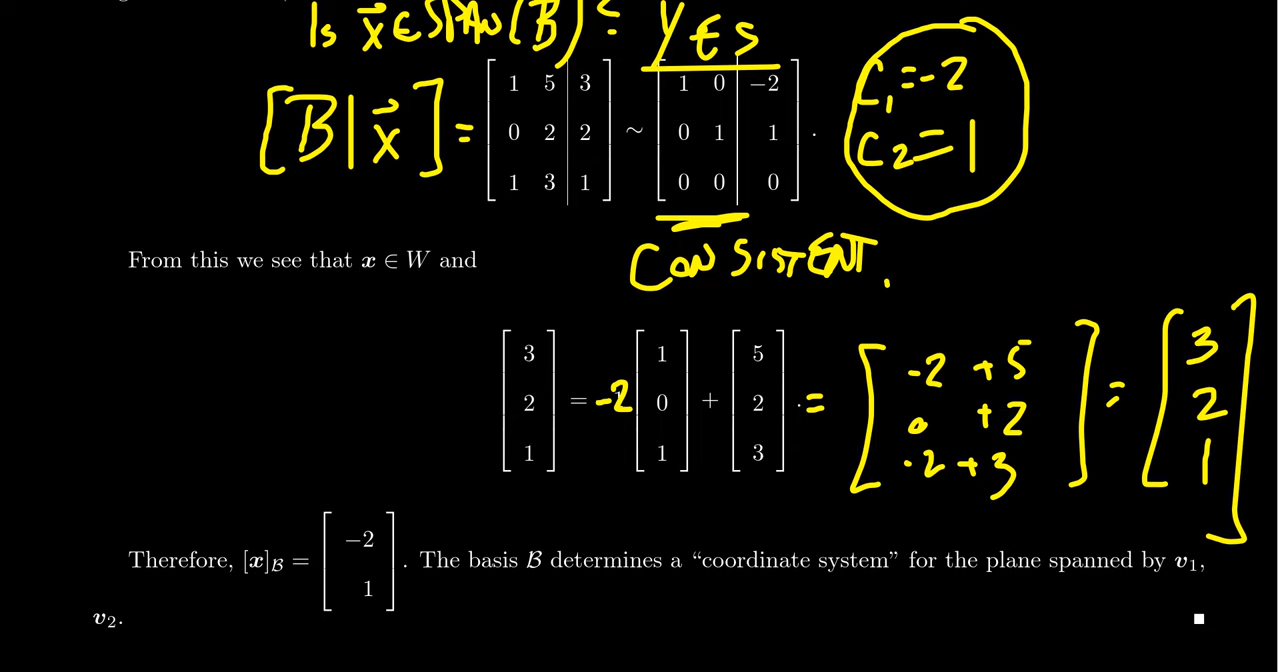 Is x⃗ ∈ SPAN(B)? YES
[B | x⃗] = [ 1 5 | 3 ; 0 2 | 2 ; 1 3 | 1 ] ∼ [ 1 0 | −2 ; 0 1 | 1 ; 0 0 | 0 ] . C₁ = -2 C₂ = 1
CONSISTENT.
From this we see that x ∈ W and
[ 3 ; 2 ; 1 ] = -2 [ 1 ; 0 ; 1 ] + [ 5 ; 2 ; 3 ] . = [ -2 + 5 ; 0 + 2 ; -2 + 3 ] = [ 3 ; 2 ; 1 ]
Therefore, [x]ℬ = [ −2 ; 1 ] . The basis ℬ determines a “coordinate system” for the plane spanned by v₁,
v₂.